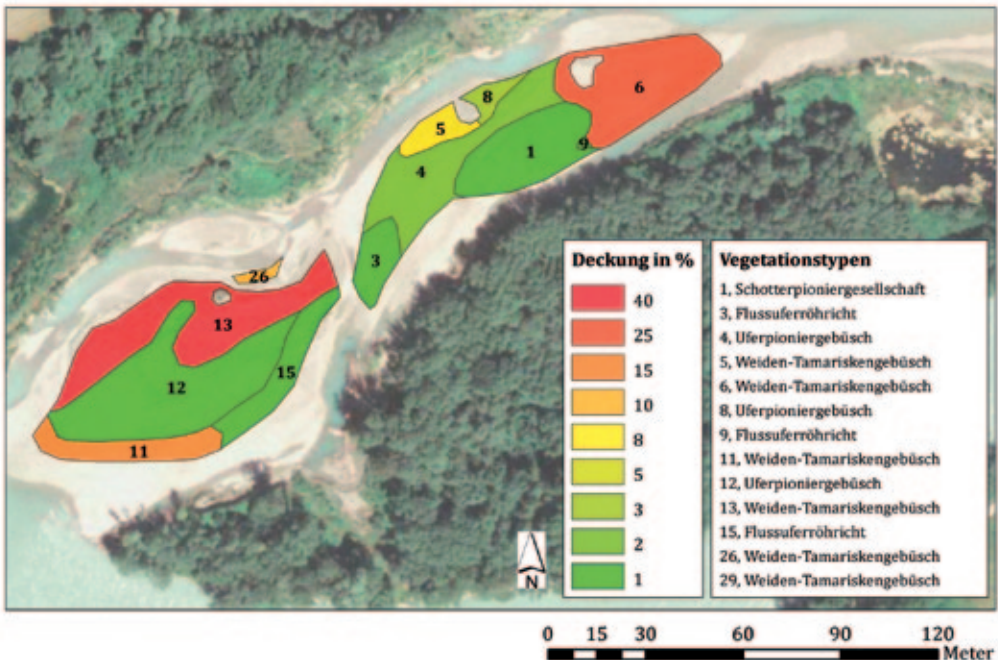 8
6
5
1
9
4
3
26
13
15
12
11
Deckung in %
40
25
15
10
8
5
3
2
1
Vegetationstypen
1, Schotterpioniergesellschaft
3, Flussuferröhricht
4, Uferpioniergebüsch
5, Weiden-Tamariskengebüsch
6, Weiden-Tamariskengebüsch
8, Uferpioniergebüsch
9, Flussuferröhricht
11, Weiden-Tamariskengebüsch
12, Uferpioniergebüsch
13, Weiden-Tamariskengebüsch
15, Flussuferröhricht
26, Weiden-Tamariskengebüsch
29, Weiden-Tamariskengebüsch
N
0 15 30 60 90 120
Meter